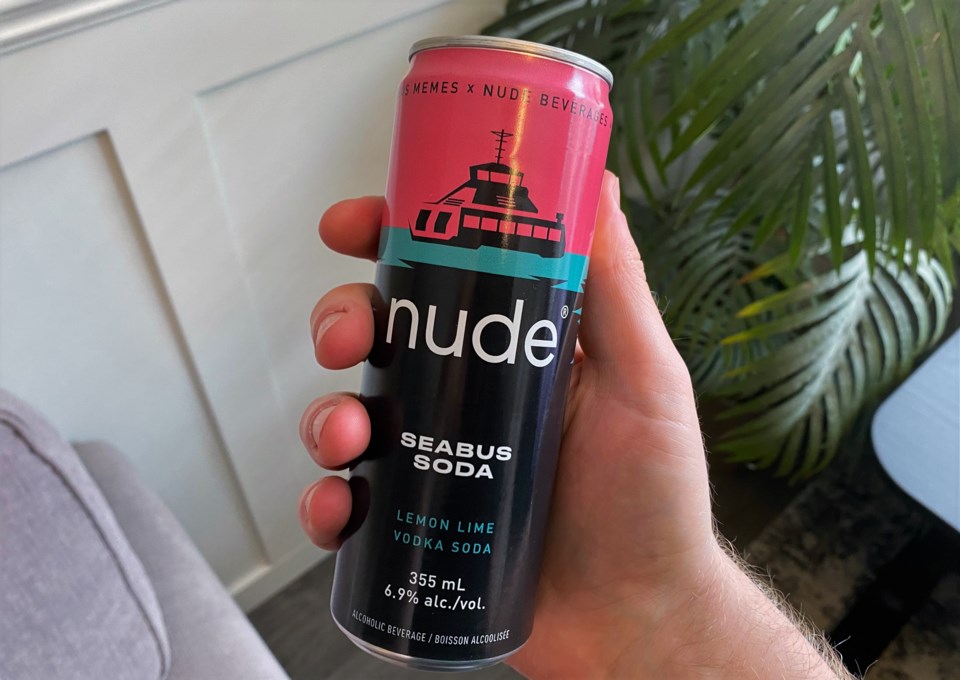 MEMES x NUDE BEVERAGES
nude®
SEABUS
SODA
LEMON LIME
VODKA SODA
355 mL
6.9% alc./vol.
ALCOHOLIC BEVERAGE / BOISSON ALCOOLISÉE